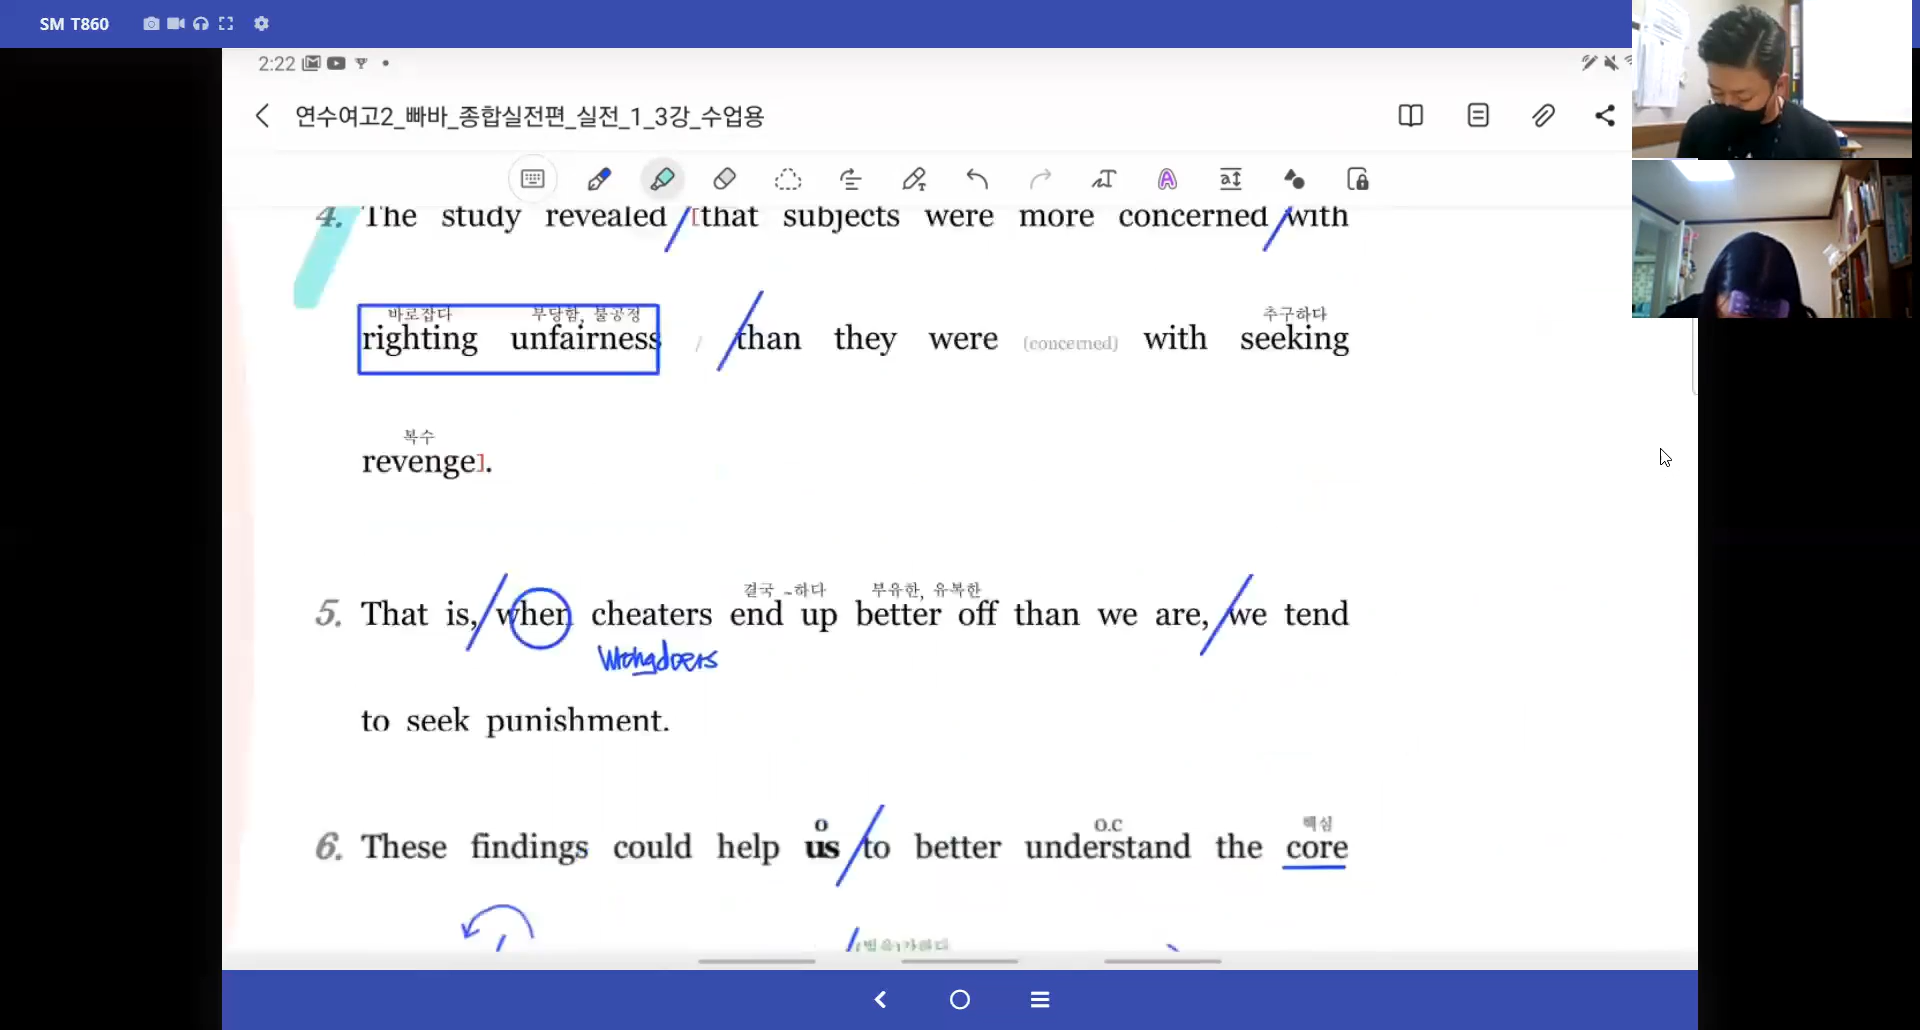 SM T860
2:22
연수여고2_빠바_종합실전편_실전_1_3강_수업용
4. The study revealed / [that subjects were more concerned / with
바로잡다 부당함, 불공정 추구하다
righting unfairness / than they were (concerned) with seeking
복수
revenge].
결국 ~하다 부유한, 유복한
5. That is, / when cheaters end up better off than we are, / we tend
wrongdoers
to seek punishment.
O O.C 핵심
6. These findings could help us / to better understand the core